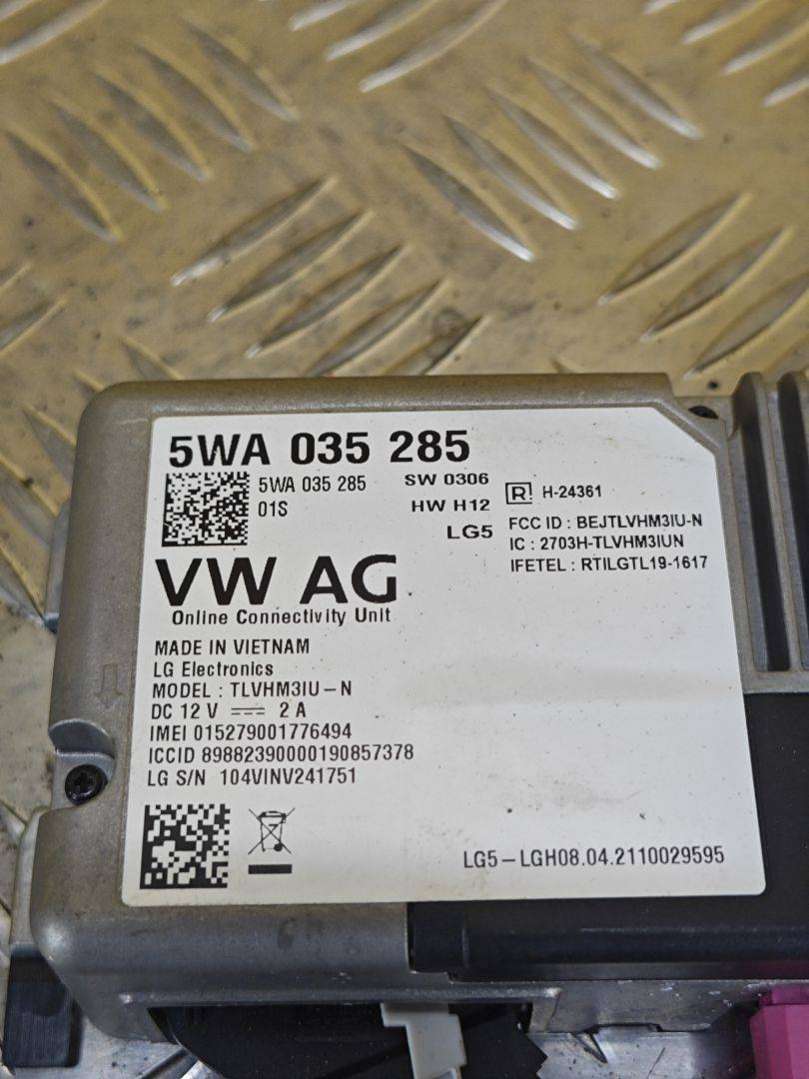 5WA 035 285
5WA 035 285
01S
SW 0306
HW H12
LG5
R H-24361
FCC ID : BEJTLVHM3IU-N
IC : 2703H-TLVHM3IUN
IFETEL : RTILGTL19-1617
VW AG
Online Connectivity Unit
MADE IN VIETNAM
LG Electronics
MODEL : TLVHM3IU-N
DC 12 V ⎓ 2 A
IMEI 015279001776494
ICCID 89882390000190857378
LG S/N 104VINV241751
LG5-LGH08.04.2110029595